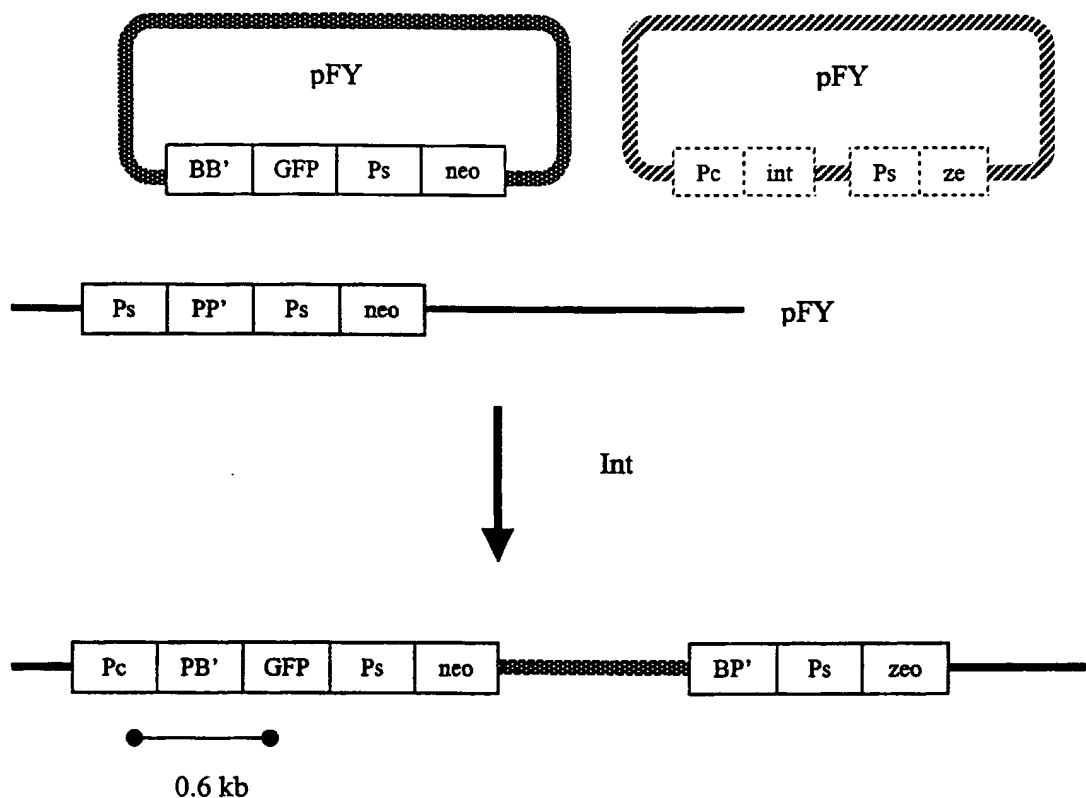 pFY pFY
BB' GFP Ps neo Pc int Ps ze
Ps PP' Ps neo pFY
Int
Pc PB' GFP Ps neo BP' Ps zeo
0.6 kb